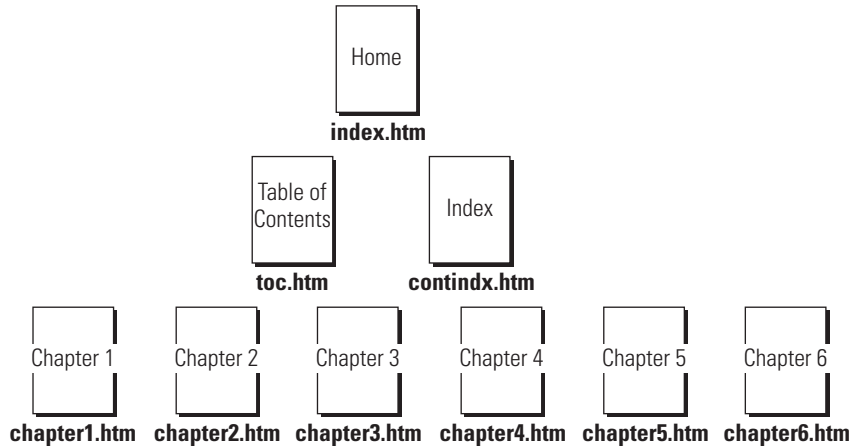 Home
index.htm
Table of
Contents
Index
toc.htm
contindx.htm
Chapter 1
Chapter 2
Chapter 3
Chapter 4
Chapter 5
Chapter 6
chapter1.htm
chapter2.htm
chapter3.htm
chapter4.htm
chapter5.htm
chapter6.htm